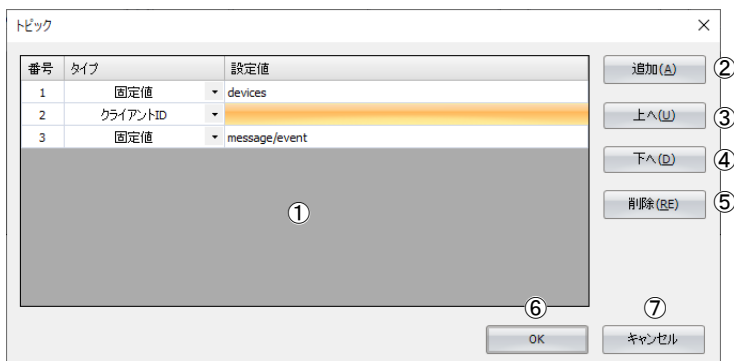 トピック
番号 タイプ 設定値
1 固定値 devices
2 クライアントID
3 固定値 message/event
①
追加(A) ②
上へ(U) ③
下へ(D) ④
削除(RE) ⑤
⑥ ⑦
OK キャンセル